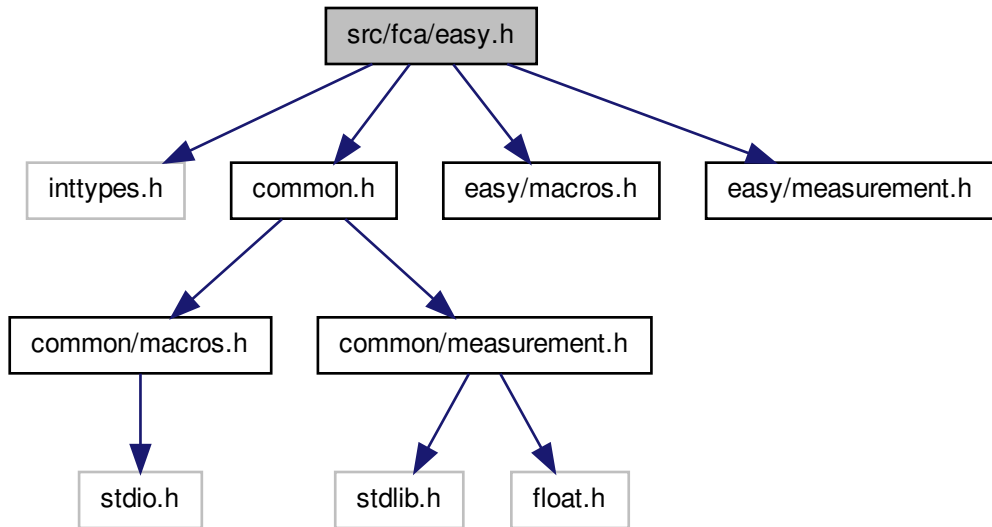 src/fca/easy.h
inttypes.h
common.h
easy/macros.h
easy/measurement.h
common/macros.h
common/measurement.h
stdio.h
stdlib.h
float.h